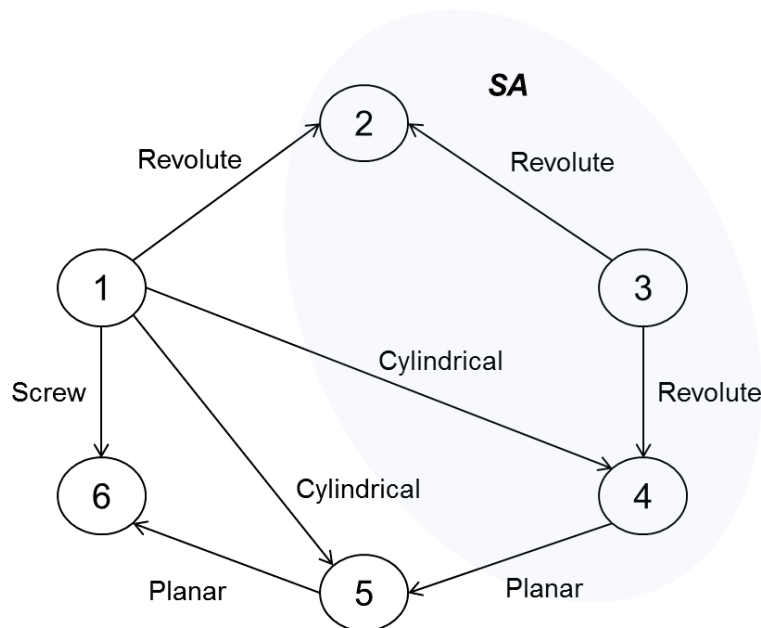 SA
2
Revolute
Revolute
1
3
Cylindrical
Screw
Revolute
Cylindrical
6
4
Planar
5
Planar